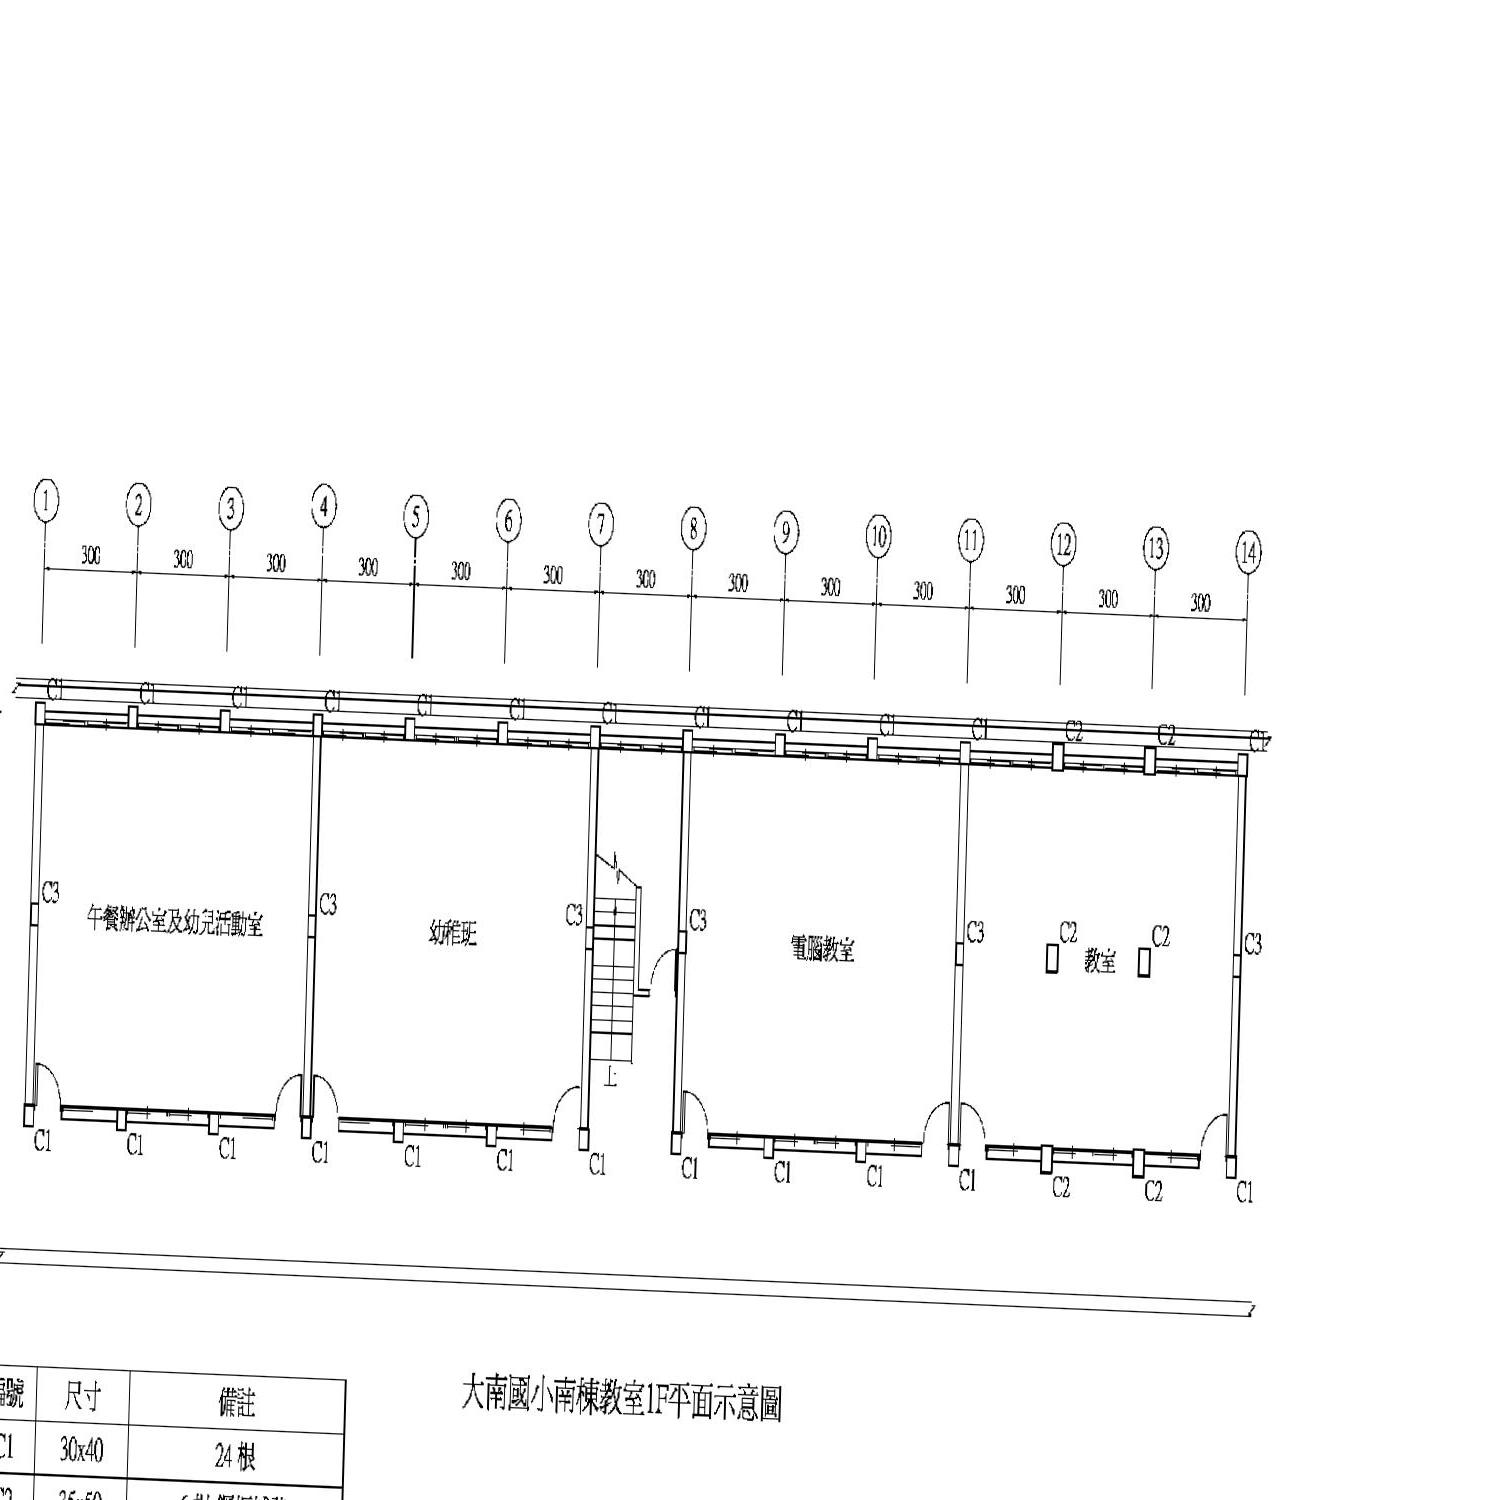 1 2 3 4 5 6 7 8 9 10 11 12 13 14
300 300 300 300 300 300 300 300 300 300 300 300 300
C1 C1 C1 C1 C1 C1 C1 C1 C1 C1 C1 C2 C2 C1
C3 C3 C3 C3 C3 C2 C2 C3
午餐辦公室及幼兒活動室 幼稚班 電腦教室 教室
上
C1 C1 C1 C1 C1 C1 C1 C1 C1 C1 C1 C2 C2 C1
大南國小南棟教室1F平面示意圖
號 尺寸 備註
C1 30x40 24 根